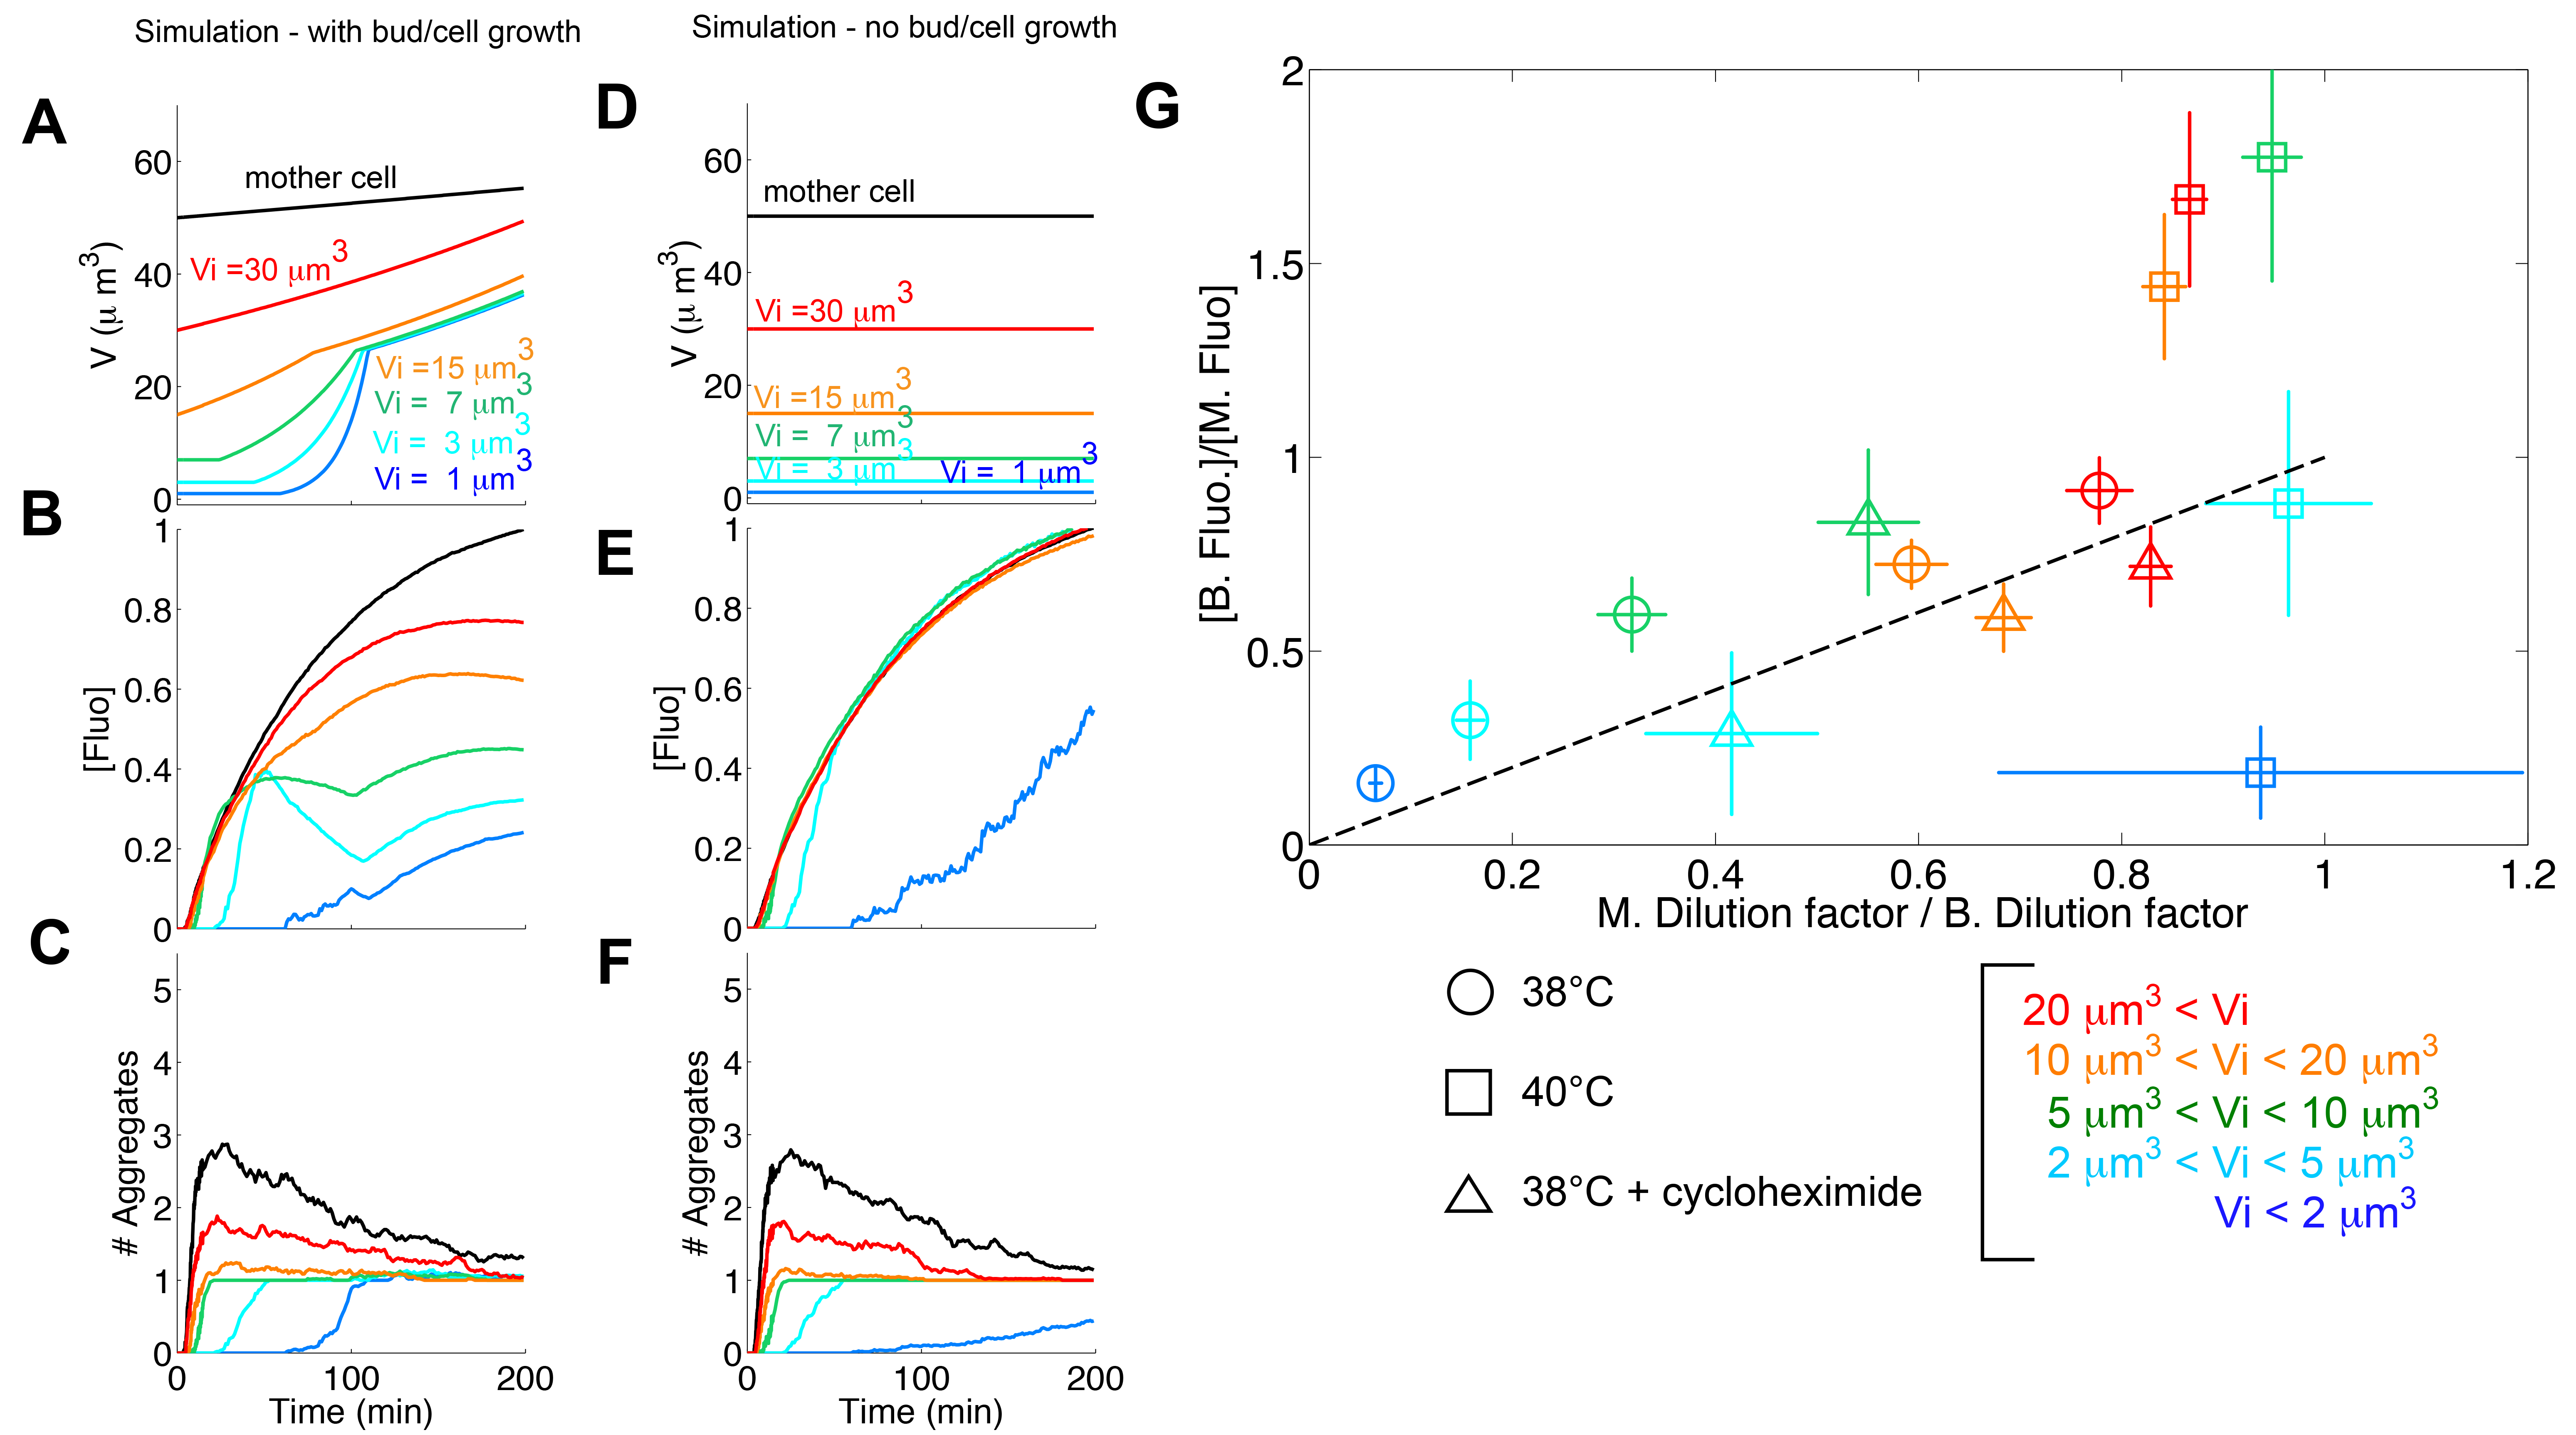 Simulation - with bud/cell growth
A
V (μ m³)
60
40
20
0
mother cell
Vi =30 μm³
Vi =15 μm³
Vi = 7 μm³
Vi = 3 μm³
Vi = 1 μm³
B
[Fluo]
1
0.8
0.6
0.4
0.2
0
C
# Aggregates
5
4
3
2
1
0
0 100 200
Time (min)
Simulation - no bud/cell growth
D
V (μ m³)
60
40
20
0
mother cell
Vi =30 μm³
Vi =15 μm³
Vi = 7 μm³
Vi = 3 μm³
Vi = 1 μm³
E
[Fluo]
1
0.8
0.6
0.4
0.2
0
F
# Aggregates
5
4
3
2
1
0
0 100 200
Time (min)
G
[B. Fluo.]/[M. Fluo]
2
1.5
1
0.5
0
0 0.2 0.4 0.6 0.8 1 1.2
M. Dilution factor / B. Dilution factor
38°C
40°C
38°C + cycloheximide
20 μm³ < Vi
10 μm³ < Vi < 20 μm³
5 μm³ < Vi < 10 μm³
2 μm³ < Vi < 5 μm³
Vi < 2 μm³